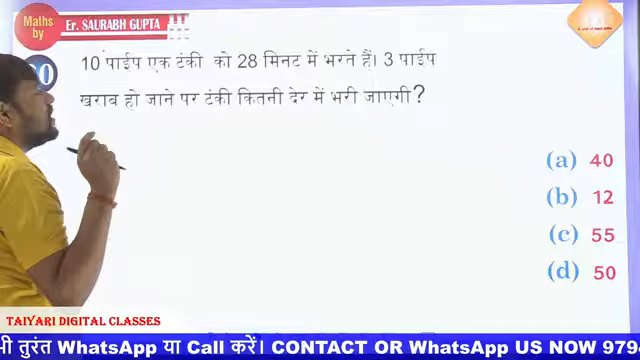 Maths
by
Er. SAURABH GUPTA
10 पाईप एक टंकी को 28 मिनट में भरते हैं। 3 पाईप
खराब हो जाने पर टंकी कितनी देर में भरी जाएगी?
(a) 40
(b) 12
(c) 55
(d) 50
TAIYARI DIGITAL CLASSES
भी तुरंत WhatsApp या Call करें। CONTACT OR WhatsApp US NOW 979